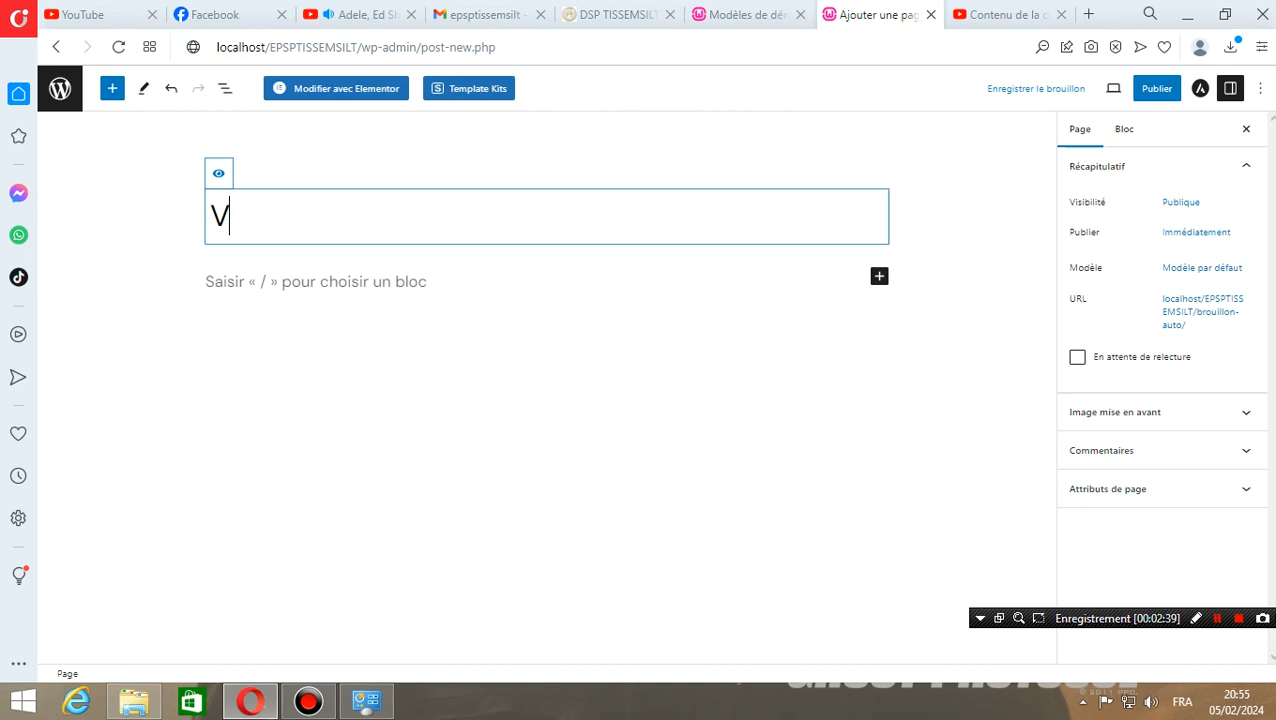 YouTube
Facebook
Adele, Ed Sh
epsptissemsilt -
DSP TISSEMSILT
Modèles de dé
Ajouter une pag
Contenu de la c
localhost/EPSPTISSEMSILT/wp-admin/post-new.php
Modifier avec Elementor
Template Kits
Enregistrer le brouillon
Publier
V
Saisir « / » pour choisir un bloc
Page
Bloc
Récapitulatif
Visibilité
Publique
Publier
Immédiatement
Modèle
Modèle par défaut
URL
localhost/EPSPTISS
EMSILT/brouillon-
auto/
En attente de relecture
Image mise en avant
Commentaires
Attributs de page
Enregistrement [00:02:39]
Page
FRA
20:55
05/02/2024